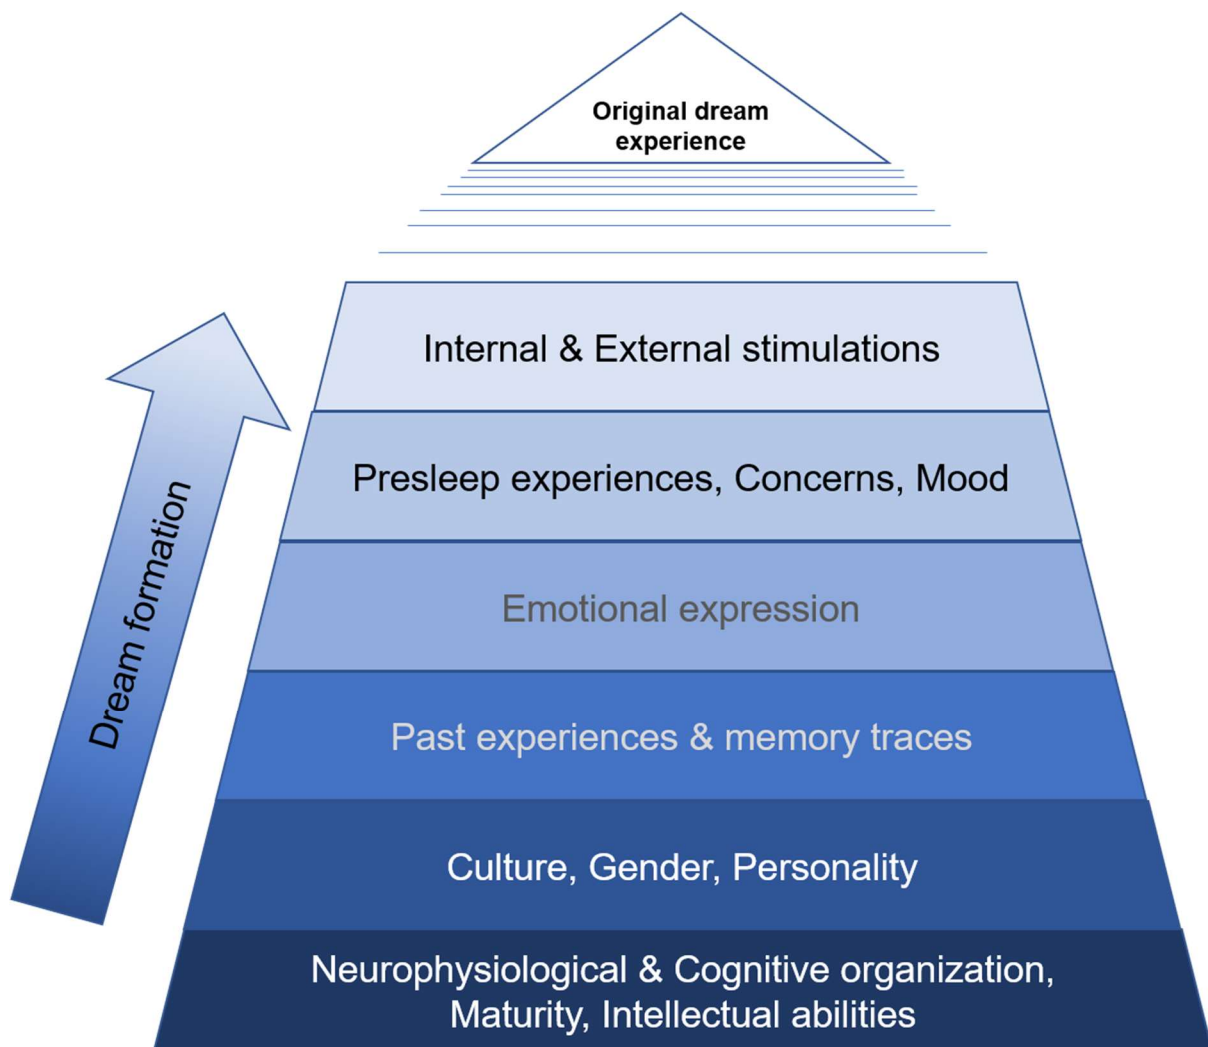 Original dream
experience
Internal & External stimulations
Presleep experiences, Concerns, Mood
Emotional expression
Past experiences & memory traces
Culture, Gender, Personality
Neurophysiological & Cognitive organization,
Maturity, Intellectual abilities
Dream formation